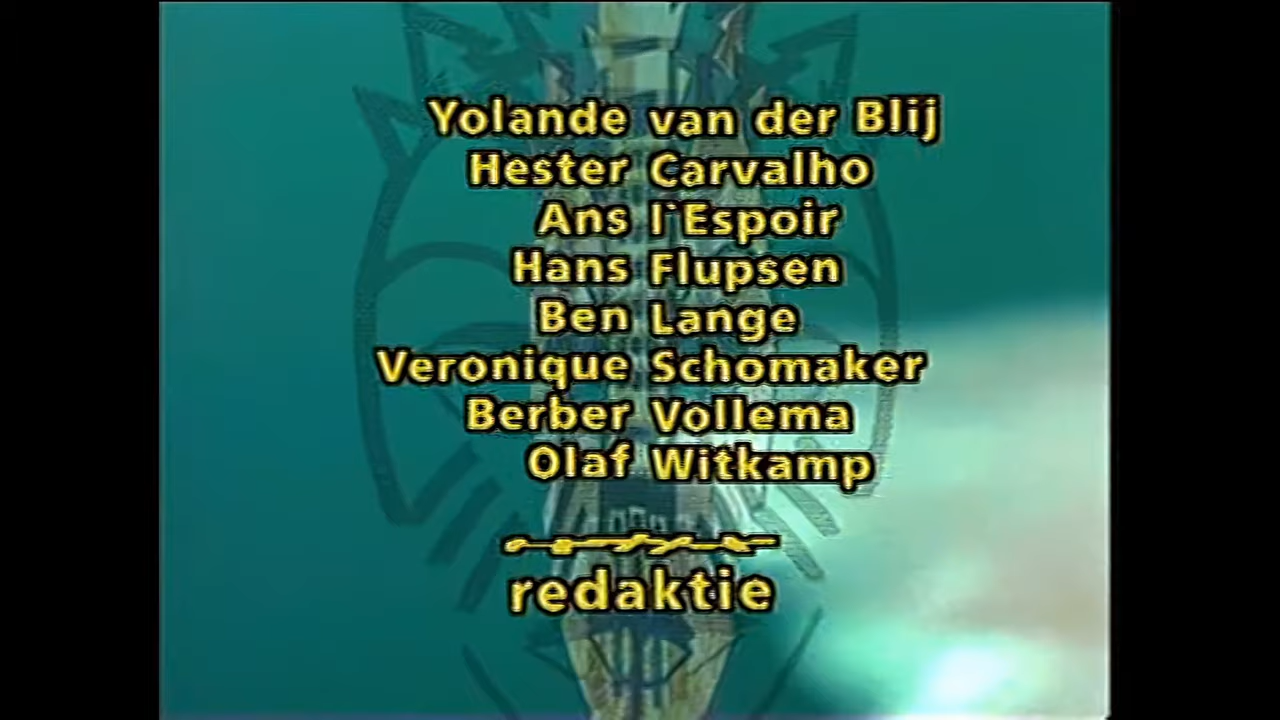 Yolande van der Blij
Hester Carvalho
Ans l`Espoir
Hans Flupsen
Ben Lange
Veronique Schomaker
Berber Vollema
Olaf Witkamp
redaktie